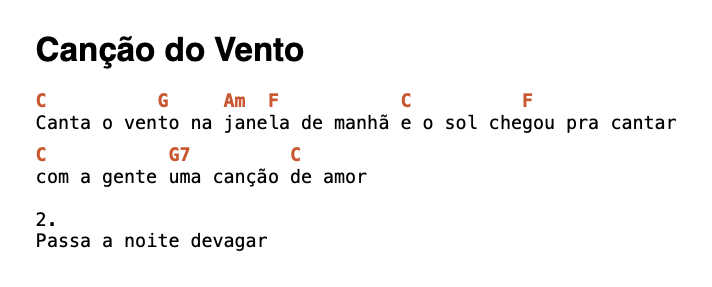 Canção do Vento
C          G     Am  F           C          F
Canta o vento na janela de manhã e o sol chegou pra cantar
C           G7         C
com a gente uma canção de amor
2.
Passa a noite devagar